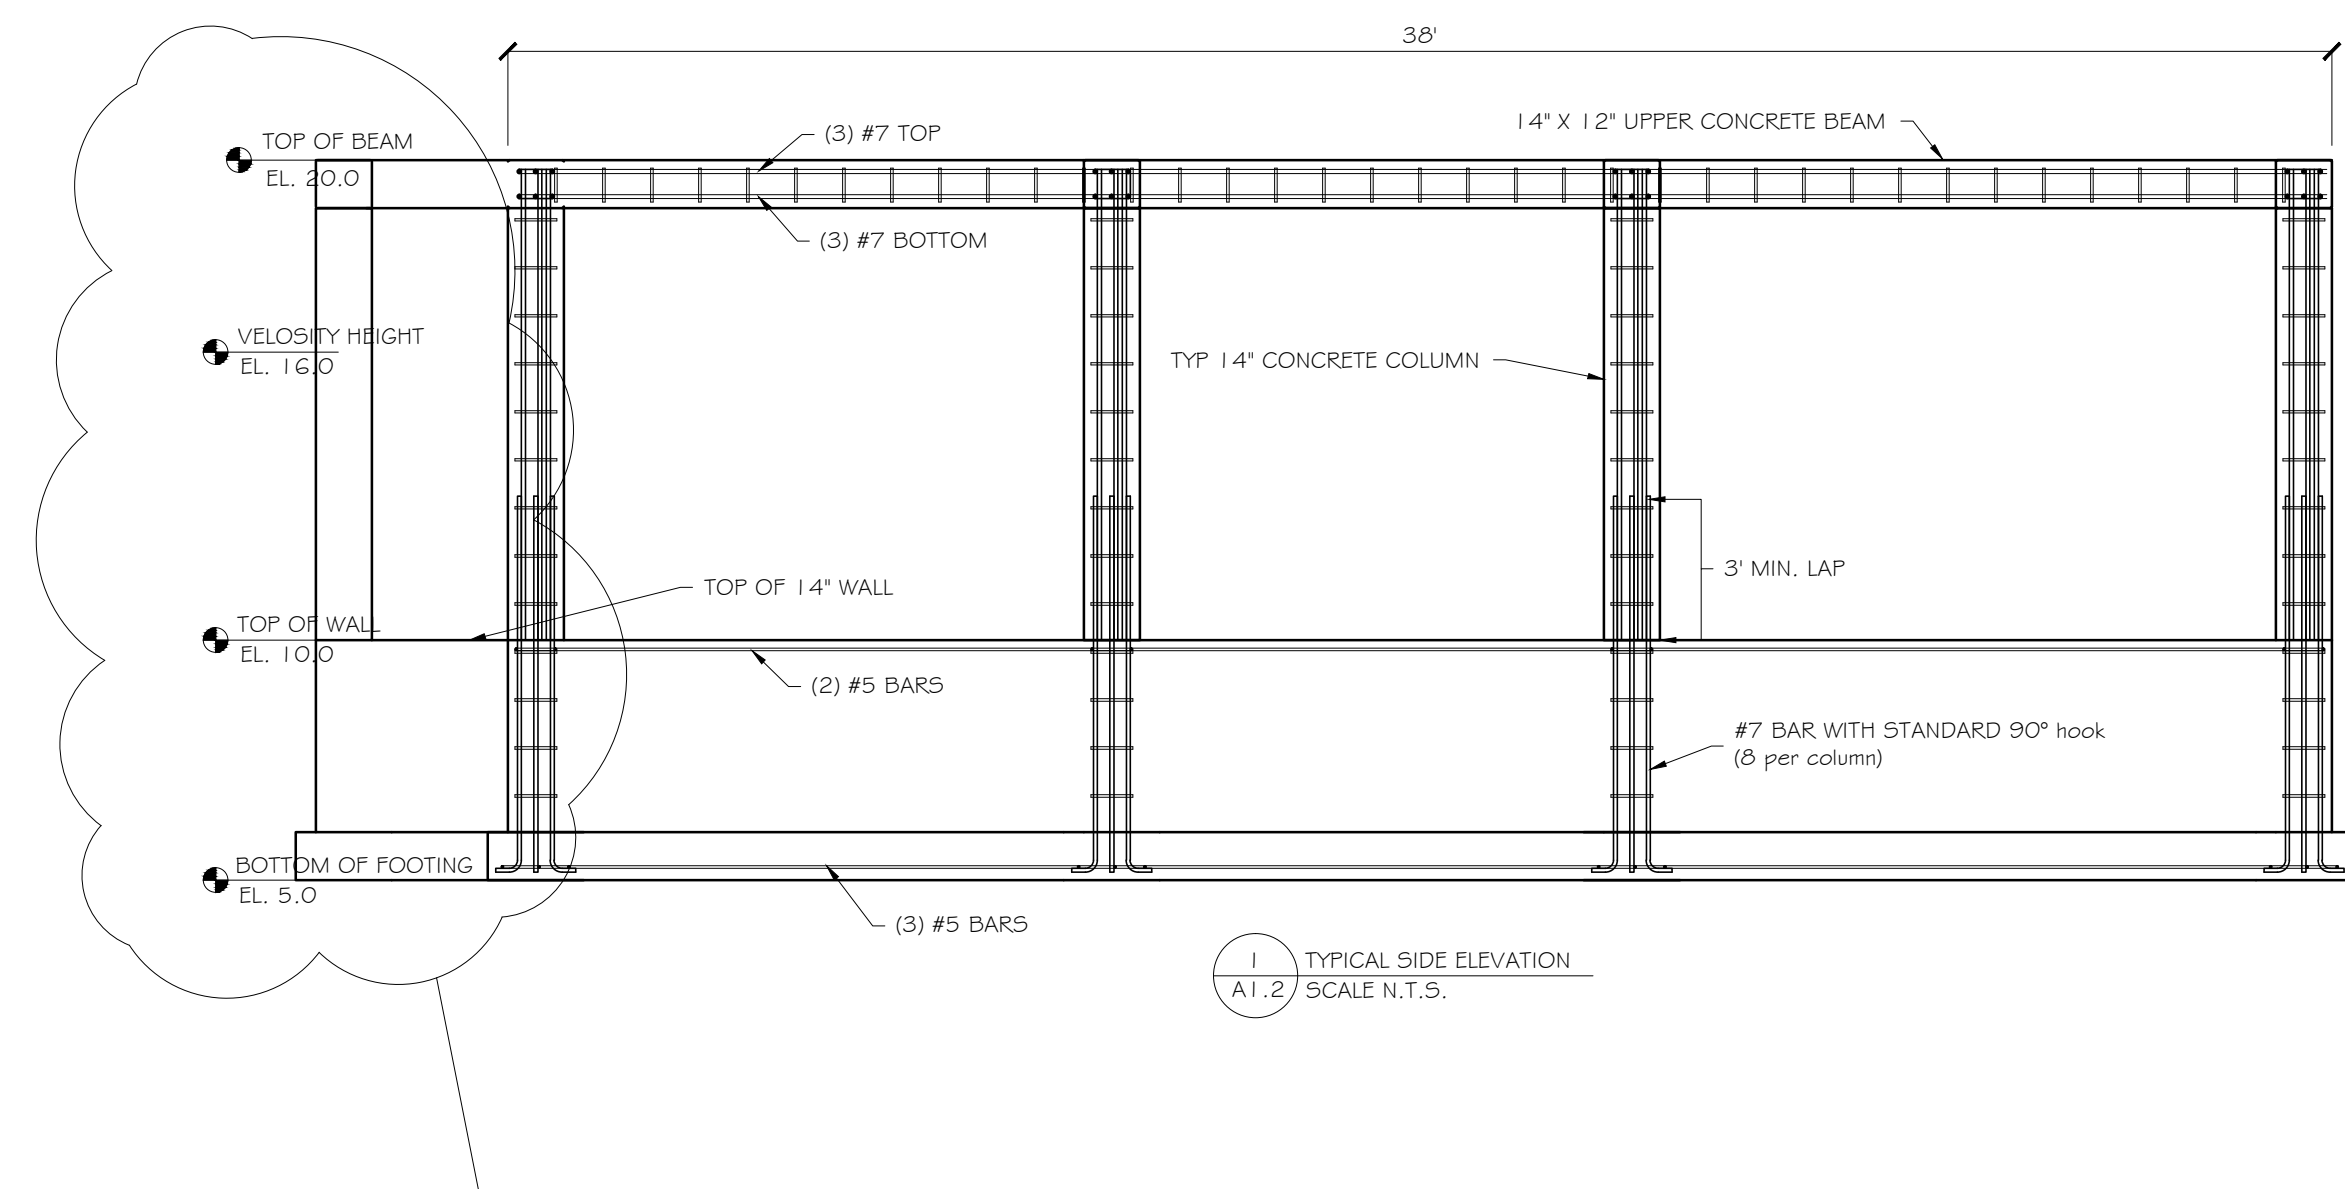 38'
14" X 12" UPPER CONCRETE BEAM
(3) #7 TOP
TOP OF BEAM
EL. 20.0
(3) #7 BOTTOM
VELOSITY HEIGHT
EL. 16.0
TYP 14" CONCRETE COLUMN
3' MIN. LAP
TOP OF 14" WALL
TOP OF WALL
EL. 10.0
(2) #5 BARS
#7 BAR WITH STANDARD 90° hook
(8 per column)
BOTTOM OF FOOTING
EL. 5.0
(3) #5 BARS
1 TYPICAL SIDE ELEVATION
A1.2 SCALE N.T.S.